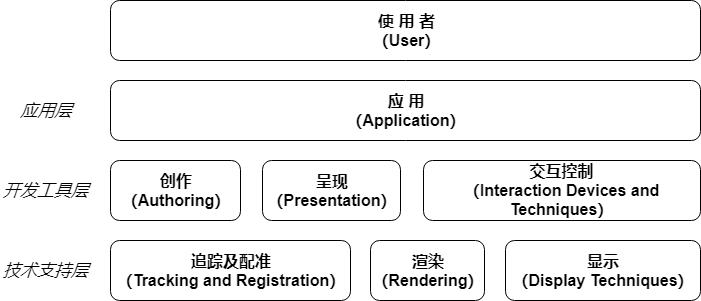 使 用 者
(User)
应用层
应 用
(Application)
开发工具层
创作
(Authoring)
呈现
(Presentation)
交互控制
(Interaction Devices and
Techniques)
技术支持层
追踪及配准
(Tracking and Registration)
渲染
(Rendering)
显示
(Display Techniques)